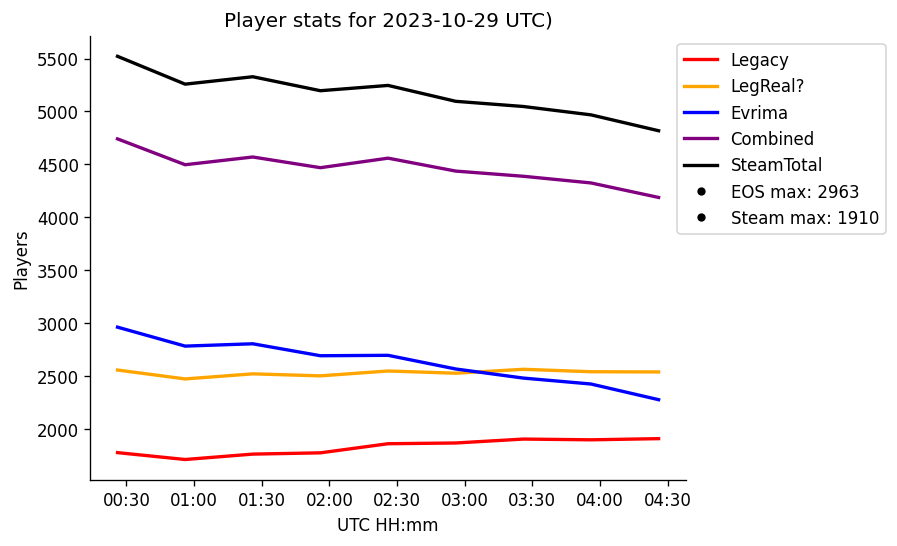 Player stats for 2023-10-29 UTC)
5500
5000
4500
4000
3500
3000
2500
2000
Players
00:30 01:00 01:30 02:00 02:30 03:00 03:30 04:00 04:30
UTC HH:mm
Legacy
LegReal?
Evrima
Combined
SteamTotal
EOS max: 2963
Steam max: 1910